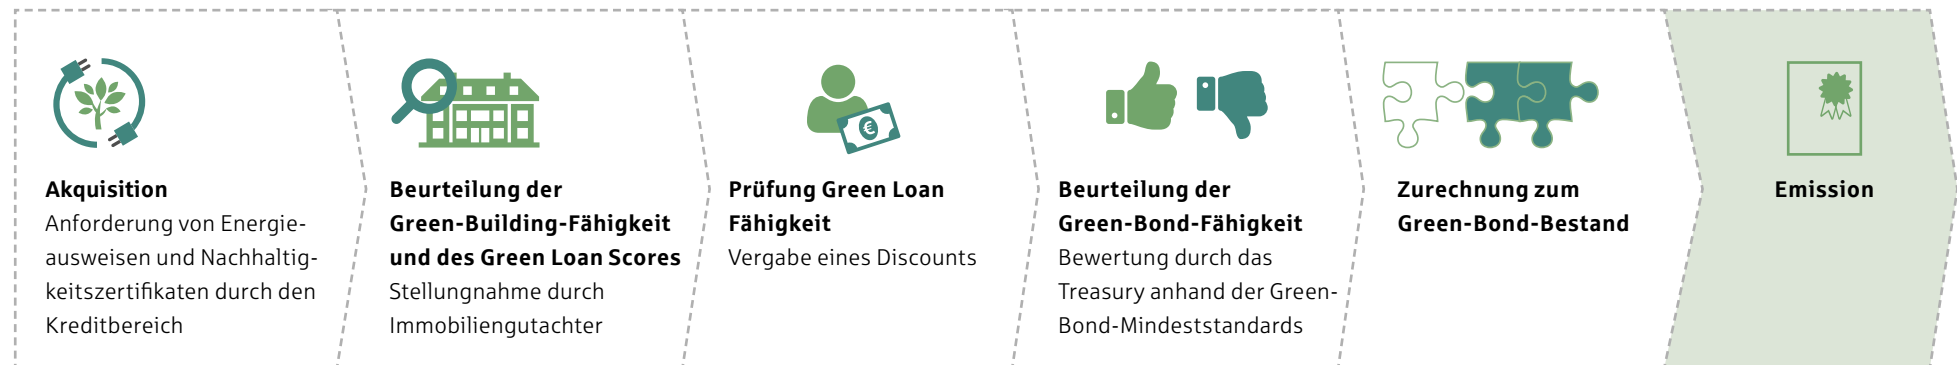 Akquisition
Anforderung von Energie-
ausweisen und Nachhaltig-
keitszertifikaten durch den
Kreditbereich
Beurteilung der
Green-Building-Fähigkeit
und des Green Loan Scores
Stellungnahme durch
Immobiliengutachter
Prüfung Green Loan
Fähigkeit
Vergabe eines Discounts
€
Beurteilung der
Green-Bond-Fähigkeit
Bewertung durch das
Treasury anhand der Green-
Bond-Mindeststandards
Zurechnung zum
Green-Bond-Bestand
Emission